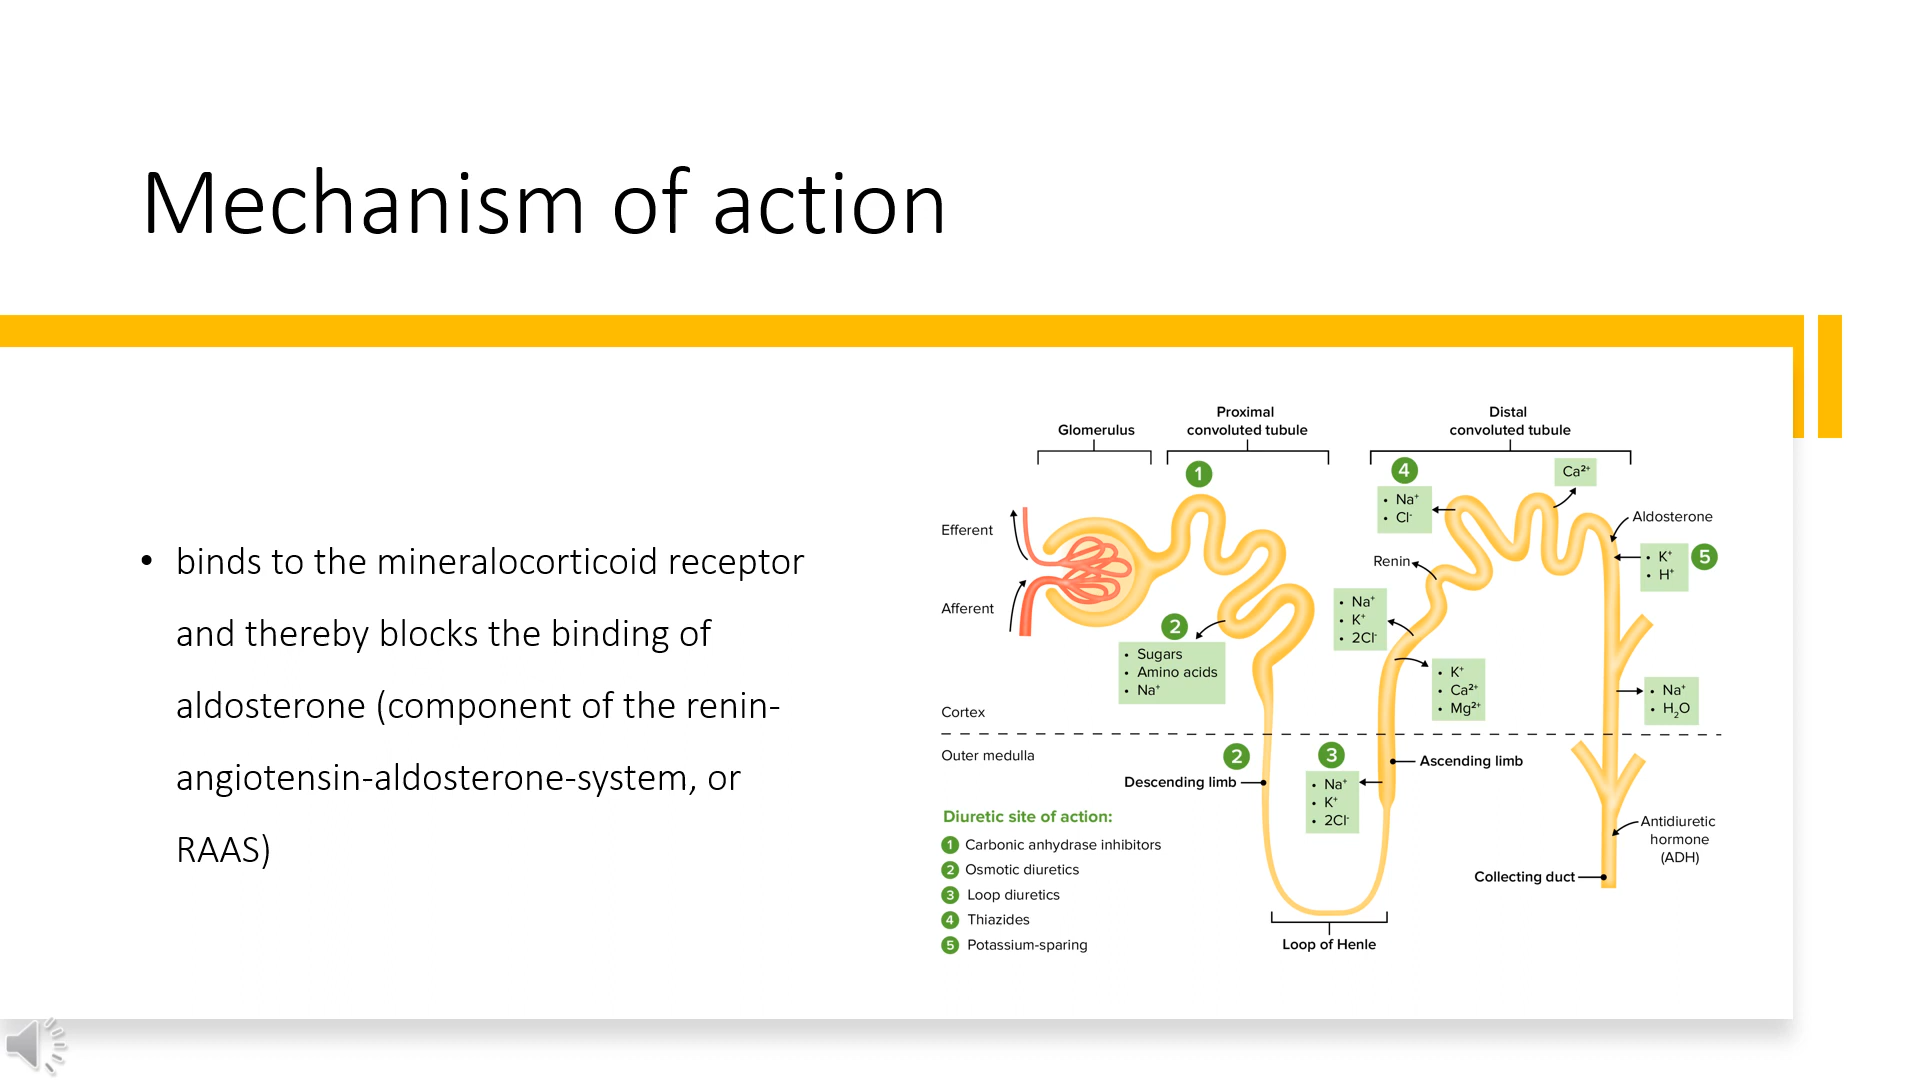 Mechanism of action
• binds to the mineralocorticoid receptor
and thereby blocks the binding of
aldosterone (component of the renin-
angiotensin-aldosterone-system, or
RAAS)
Glomerulus
Proximal
convoluted tubule
Distal
convoluted tubule
1
4
• Na⁺
• Cl⁻
Ca²⁺
Aldosterone
Efferent
Renin
• K⁺
• H⁺
5
Afferent
2
• Sugars
• Amino acids
• Na⁺
• Na⁺
• K⁺
• 2Cl⁻
• K⁺
• Ca²⁺
• Mg²⁺
• Na⁺
• H₂O
Cortex
Outer medulla
2
Descending limb
3
• Na⁺
• K⁺
• 2Cl⁻
Ascending limb
Antidiuretic
hormone
(ADH)
Collecting duct
Loop of Henle
Diuretic site of action:
1 Carbonic anhydrase inhibitors
2 Osmotic diuretics
3 Loop diuretics
4 Thiazides
5 Potassium-sparing